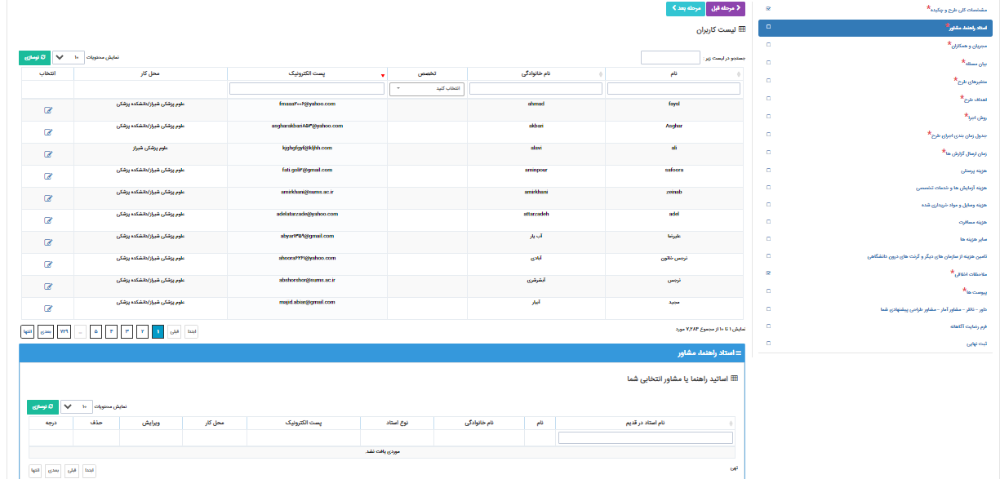 مشخصات کلی طرح و چکیده*
استاد راهنما، مشاور*
مجریان و همکاران*
بیان مسئله*
متغیرهای طرح*
اهداف طرح*
روش اجرا*
جدول زمان بندی اجرای طرح*
زمان ارسال گزارش ها*
هزینه پرسنلی
هزینه آزمایش ها و خدمات تخصصی
هزینه وسایل و مواد خریداری شده
هزینه مسافرت
سایر هزینه ها
تامین هزینه از سازمان های دیگر و گرنت های درون دانشگاهی
ملاحظات اخلاقی*
پیوست ها*
داور - ناظر - مشاور آمار - مشاور طراحی پیشنهادی شما
فرم رضایت آگاهانه
ثبت نهایی
مرحله قبل مرحله بعد
لیست کاربران
جستجو در لیست زیر : نمایش محتویات ۱۰ نوسازی
نام نام خانوادگی تخصص پست الکترونیک محل کار انتخاب
انتخاب کنید
faysl ahmad fmaaa۲۰۰۶@yahoo.com علوم پزشکی شیراز/دانشکده پزشکی
Asghar akbari asgharakbari۸۵۳@yahoo.com علوم پزشکی شیراز/دانشکده پزشکی
ali alavi kjghgfgyf@kljhh.com علوم پزشکی شیراز
safoora aminpour fati.goli۲@gmail.com علوم پزشکی شیراز/دانشکده پزشکی
zeinab amirkhani amirkhani@sums.ac.ir علوم پزشکی شیراز/دانشکده پزشکی
adel attarzadeh adelatarzade@yahoo.com علوم پزشکی شیراز/دانشکده پزشکی
علیرضا آب یار abyar۱۳۵۹@gmail.com علوم پزشکی شیراز/دانشکده پزشکی
نرجس خاتون آبادی ahoora۶۲۶۱@yahoo.com علوم پزشکی شیراز/دانشکده پزشکی
نرجس آبشرشری abshorshor@sums.ac.ir علوم پزشکی شیراز/دانشکده پزشکی
مجید آبیار majid.abiar@gmail.com علوم پزشکی شیراز/دانشکده پزشکی
نمایش ۱ تا ۱۰ از مجموع ۷,۲۸۳ مورد
ابتدا قبلی ۱ ۲ ۳ ۴ ۵ … ۷۲۹ بعدی انتها
استاد راهنما، مشاور
اساتید راهنما یا مشاور انتخابی شما
نمایش محتویات ۱۰ نوسازی
نام استاد در قدیم نام نام خانوادگی نوع استاد پست الکترونیک محل کار ویرایش حذف درجه
موردی یافت نشد.
تهی
ابتدا قبلی بعدی انتها